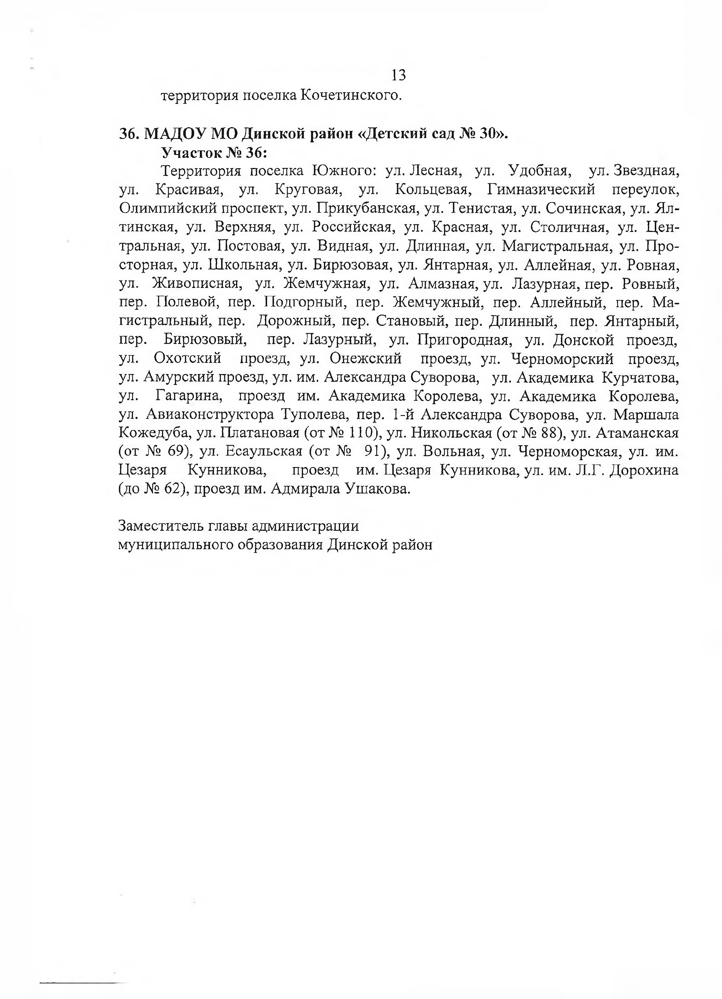 13
территория поселка Кочетинского.
36. МАДОУ МО Динской район «Детский сад № 30».
Участок № 36:
Территория поселка Южного: ул. Лесная, ул. Удобная, ул. Звездная,
ул. Красивая, ул. Круговая, ул. Кольцевая, Гимназический переулок,
Олимпийский проспект, ул. Прикубанская, ул. Тенистая, ул. Сочинская, ул. Ял-
тинская, ул. Верхняя, ул. Российская, ул. Красная, ул. Столичная, ул. Цен-
тральная, ул. Постовая, ул. Видная, ул. Длинная, ул. Магистральная, ул. Про-
сторная, ул. Школьная, ул. Бирюзовая, ул. Янтарная, ул. Аллейная, ул. Ровная,
ул. Живописная, ул. Жемчужная, ул. Алмазная, ул. Лазурная, пер. Ровный,
пер. Полевой, пер. Подгорный, пер. Жемчужный, пер. Аллейный, пер. Ма-
гистральный, пер. Дорожный, пер. Становый, пер. Длинный, пер. Янтарный,
пер. Бирюзовый, пер. Лазурный, ул. Пригородная, ул. Донской проезд,
ул. Охотский проезд, ул. Онежский проезд, ул. Черноморский проезд,
ул. Амурский проезд, ул. им. Александра Суворова, ул. Академика Курчатова,
ул. Гагарина, проезд им. Академика Королева, ул. Академика Королева,
ул. Авиаконструктора Туполева, пер. 1-й Александра Суворова, ул. Маршала
Кожедуба, ул. Платановая (от № 110), ул. Никольская (от № 88), ул. Атаманская
(от № 69), ул. Есаульская (от № 91), ул. Вольная, ул. Черноморская, ул. им.
Цезаря Кунникова, проезд им. Цезаря Кунникова, ул. им. Л.Г. Дорохина
(до № 62), проезд им. Адмирала Ушакова.
Заместитель главы администрации
муниципального образования Динской район